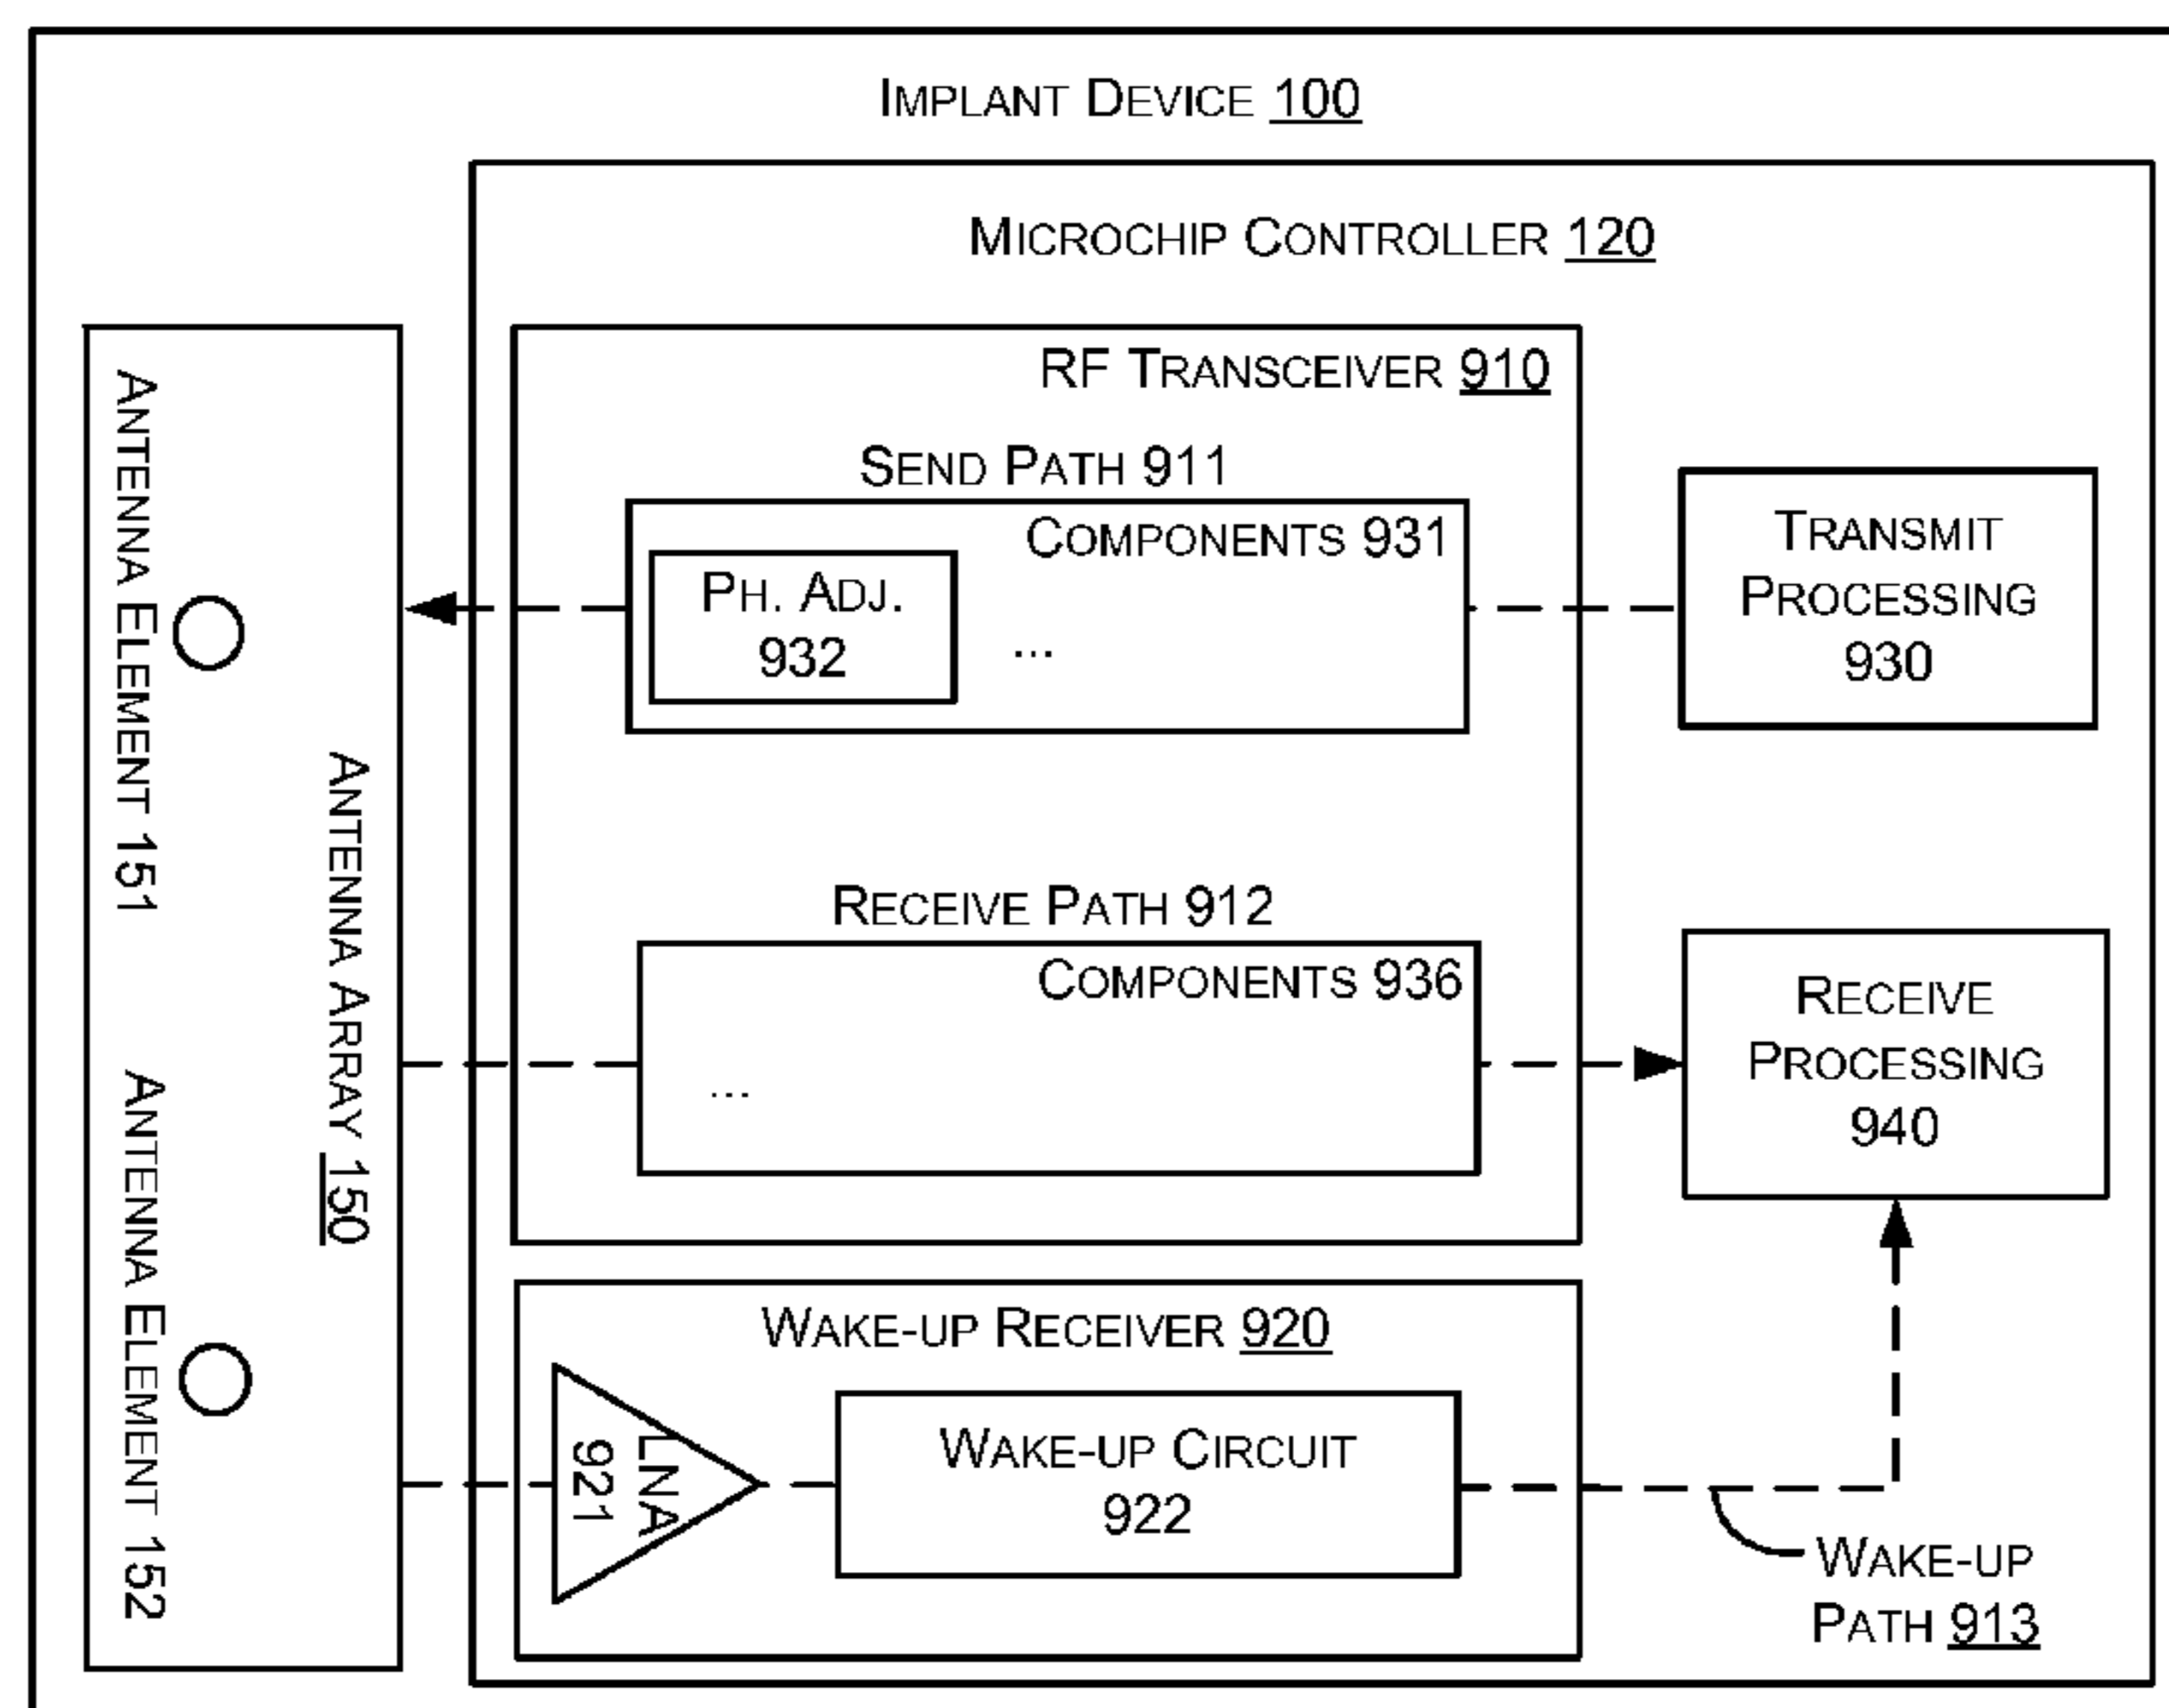 IMPLANT DEVICE 100
MICROCHIP CONTROLLER 120
RF TRANSCEIVER 910
SEND PATH 911
COMPONENTS 931
PH. ADJ.
932
...
TRANSMIT
PROCESSING
930
RECEIVE PATH 912
COMPONENTS 936
...
RECEIVE
PROCESSING
940
WAKE-UP RECEIVER 920
LNA
921
WAKE-UP CIRCUIT
922
WAKE-UP
PATH 913
ANTENNA ARRAY 150
ANTENNA ELEMENT 151
ANTENNA ELEMENT 152